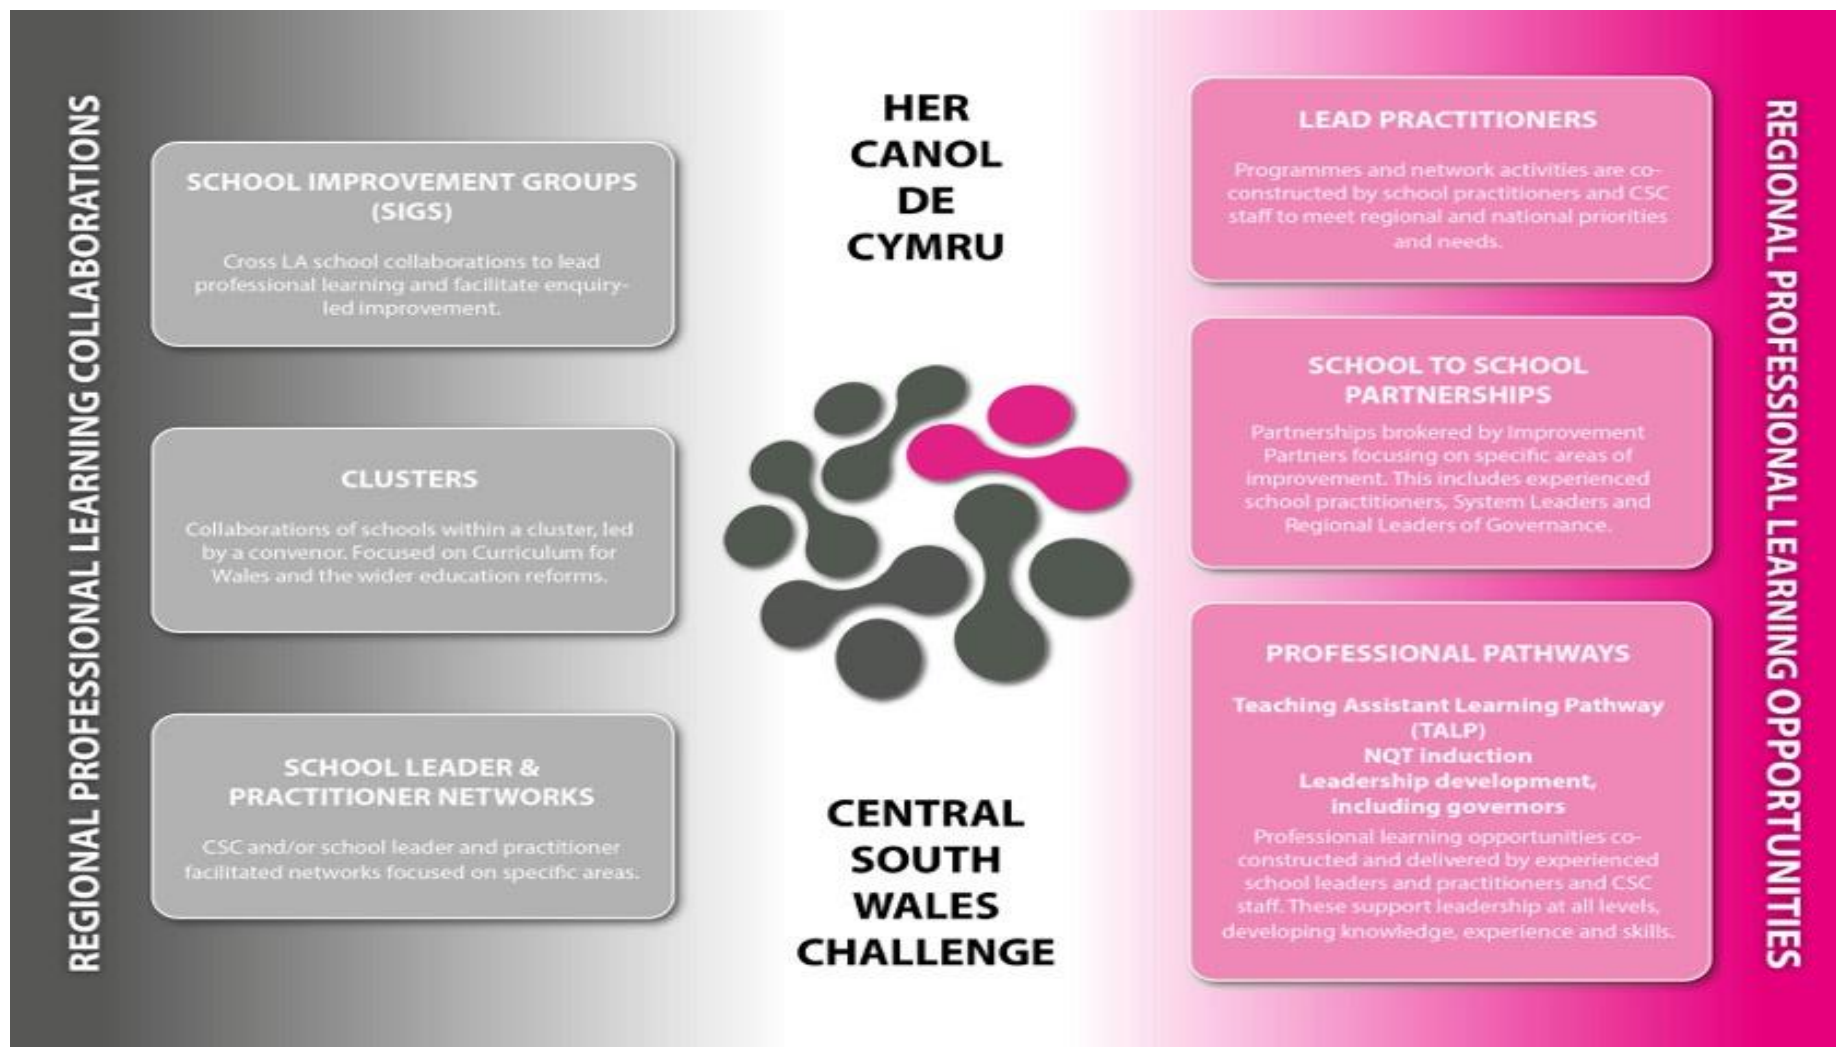 REGIONAL PROFESSIONAL LEARNING COLLABORATIONS
SCHOOL IMPROVEMENT GROUPS
(SIGS)
Cross LA school collaborations to lead
professional learning and facilitate enquiry-
led improvement.
CLUSTERS
Collaborations of schools within a cluster, led
by a convenor. Focused on Curriculum for
Wales and the wider education reforms.
SCHOOL LEADER &
PRACTITIONER NETWORKS
CSC and/or school leader and practitioner
facilitated networks focused on specific areas.
HER
CANOL
DE
CYMRU
CENTRAL
SOUTH
WALES
CHALLENGE
LEAD PRACTITIONERS
Programmes and network activities are co-
constructed by school practitioners and CSC
staff to meet regional and national priorities
and needs.
SCHOOL TO SCHOOL
PARTNERSHIPS
Partnerships brokered by Improvement
Partners focusing on specific areas of
improvement. This includes experienced
school practitioners, System Leaders and
Regional Leaders of Governance.
PROFESSIONAL PATHWAYS
Teaching Assistant Learning Pathway
(TALP)
NQT induction
Leadership development,
including governors
Professional learning opportunities co-
constructed and delivered by experienced
school leaders and practitioners and CSC
staff. These support leadership at all levels,
developing knowledge, experience and skills.
REGIONAL PROFESSIONAL LEARNING OPPORTUNITIES